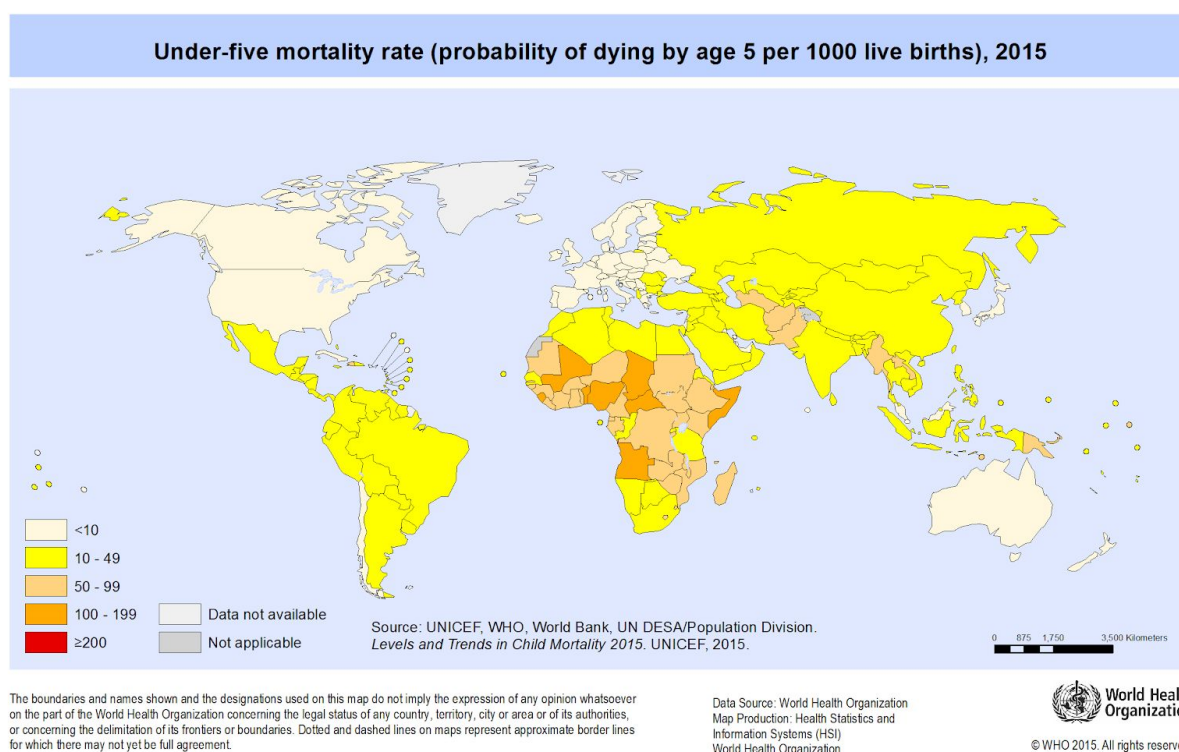 Under-five mortality rate (probability of dying by age 5 per 1000 live births), 2015
<10
10 - 49
50 - 99
100 - 199
≥200
Data not available
Not applicable
Source: UNICEF, WHO, World Bank, UN DESA/Population Division.
Levels and Trends in Child Mortality 2015. UNICEF, 2015.
0 875 1,750 3,500 Kilometers
The boundaries and names shown and the designations used on this map do not imply the expression of any opinion whatsoever
on the part of the World Health Organization concerning the legal status of any country, territory, city or area or of its authorities,
or concerning the delimitation of its frontiers or boundaries. Dotted and dashed lines on maps represent approximate border lines
for which there may not yet be full agreement.
Data Source: World Health Organization
Map Production: Health Statistics and
Information Systems (HSI)
World Health Organization
World Heal
Organizatio
© WHO 2015. All rights reserve